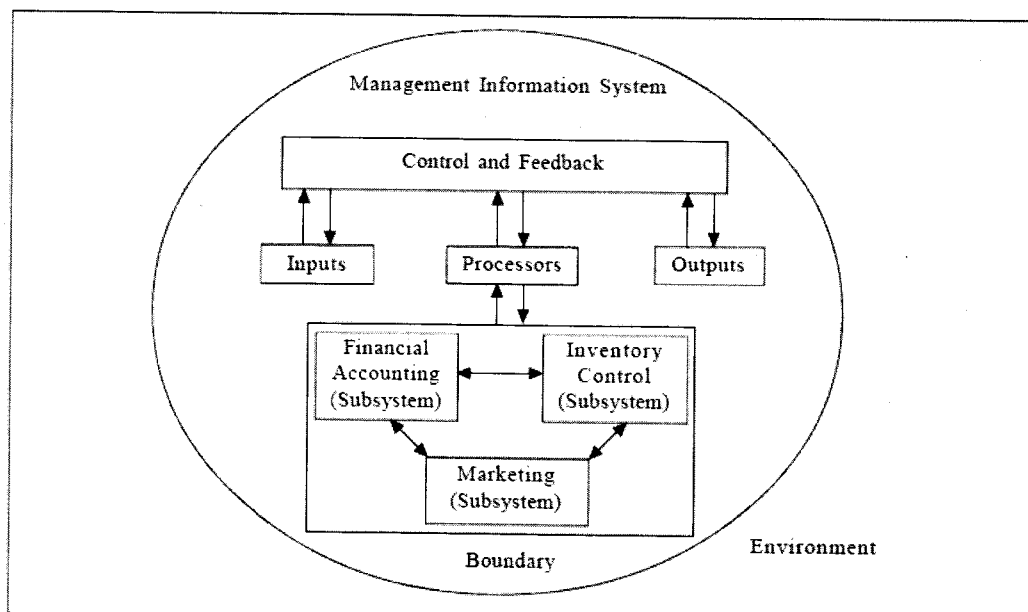 Management Information System
Control and Feedback
Inputs
Processors
Outputs
Financial
Accounting
(Subsystem)
Inventory
Control
(Subsystem)
Marketing
(Subsystem)
Boundary
Environment